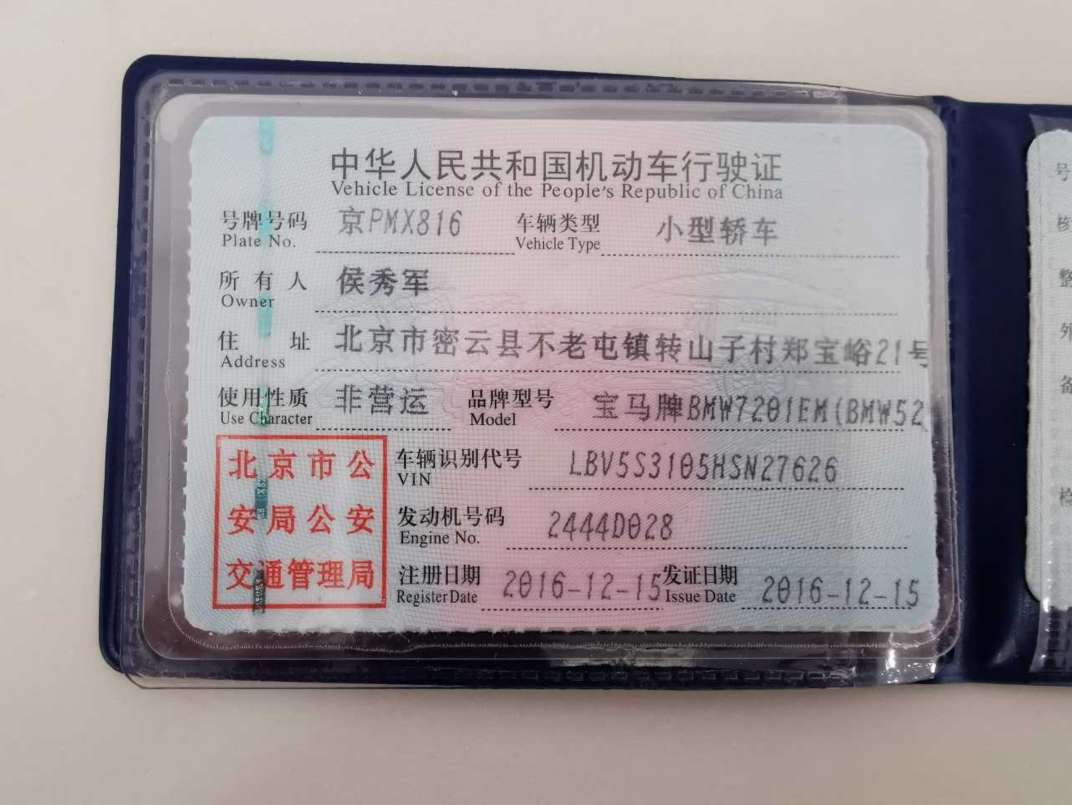 中华人民共和国机动车行驶证
Vehicle License of the People's Republic of China
号牌号码 京PMX816 车辆类型 小型轿车
Plate No. Vehicle Type
所有人 侯秀军
Owner
住址 北京市密云县不老屯镇转山子村郑宝峪21号
Address
使用性质 非营运 品牌型号 宝马牌BMW7201EM(BMW52
Use Character Model
北京市公
安局公安
交通管理局
车辆识别代号 LBV5S3105HSN27626
VIN
发动机号码 2444D028
Engine No.
注册日期 2016-12-15 发证日期 2016-12-15
Register Date Issue Date
号
核
整
外
备
检